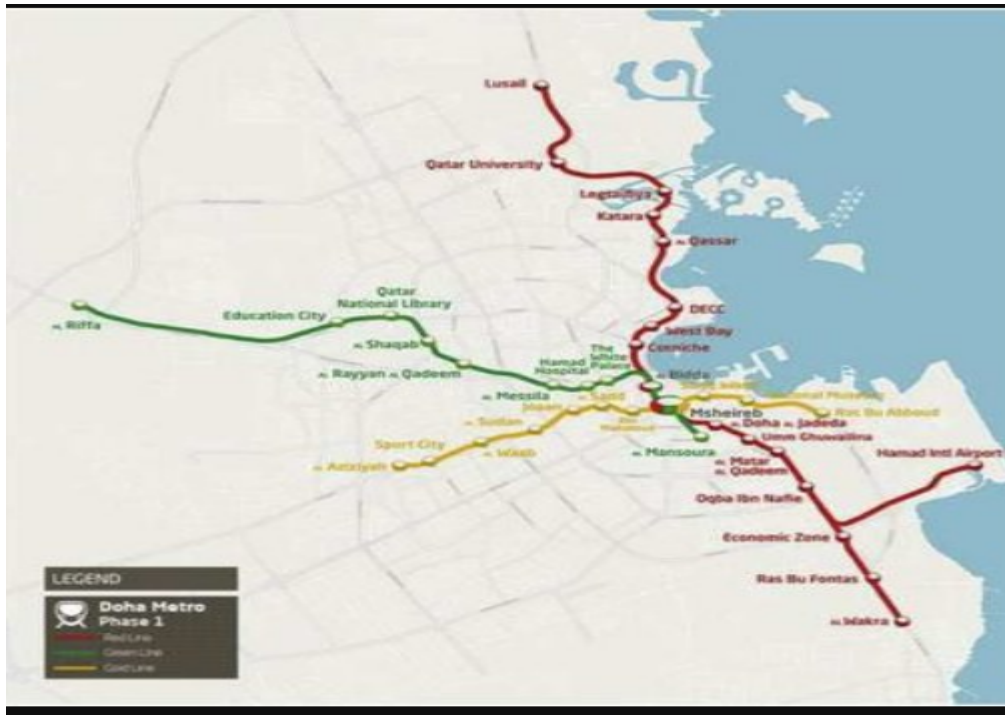 Lusail
Qatar University
Legtaifiya
Katara
AL Qassar
DECC
West Bay
Corniche
Qatar
National Library
Education City
AL Riffa
AL Shaqab
AL Rayyan AL Qadeem
AL Messila
Hamad
Hospital
The
White
Palace
AL Bidda
National Museum
Ras Bu Abboud
Msheireb
AL Sadd
Joaan
AL Sudan
AL Waab
Sport City
AL Aziziyah
AL Mansoura
AL Doha AL Jadeda
Umm Ghuwailina
AL Matar
AL Qadeem
Oqba Ibn Nafie
Hamad Intl Airport
Economic Zone
Ras Bu Fontas
AL Wakra
LEGEND
Doha Metro
Phase 1
Red Line
Green Line
Gold Line